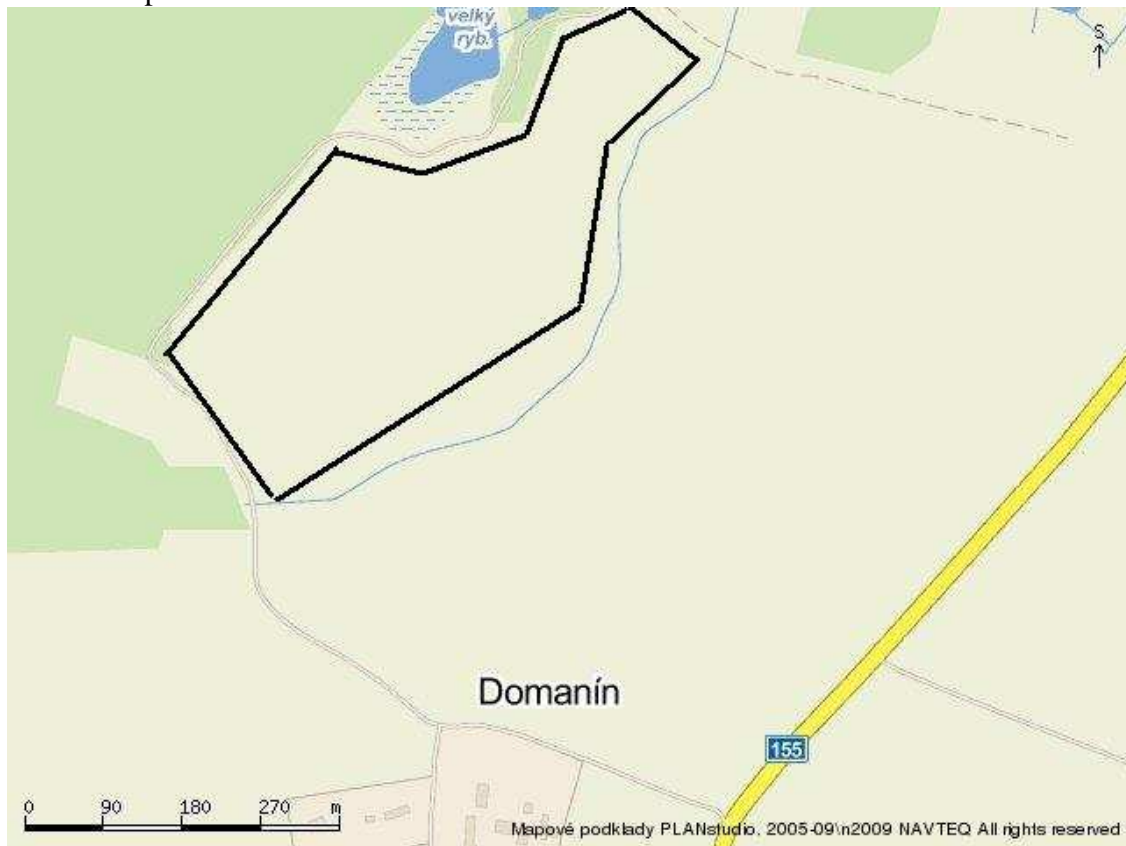 velký
ryb.
S
Domanín
155
0 90 180 270 m
Mapové podklady PLANstudio, 2005-09\n2009 NAVTEQ All rights reserved